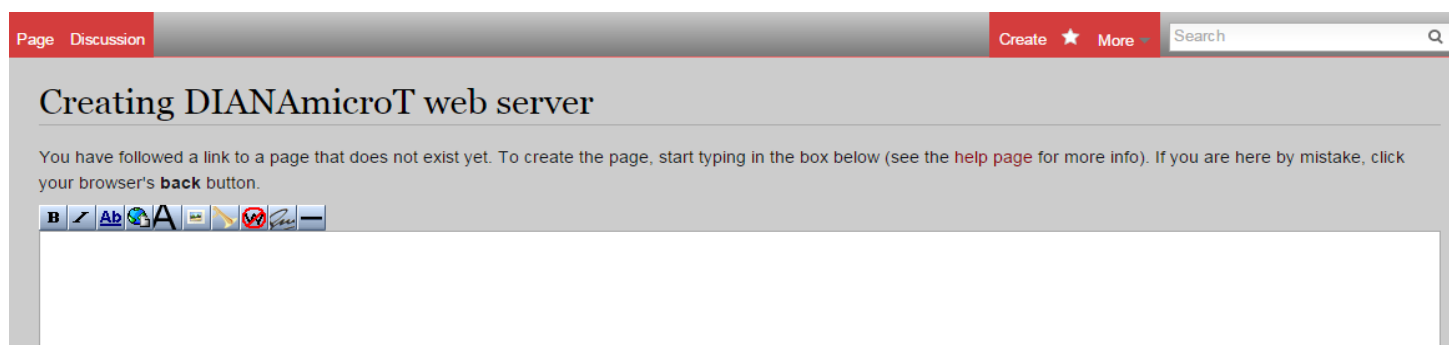 Page Discussion Create More Search
Creating DIANAmicroT web server
You have followed a link to a page that does not exist yet. To create the page, start typing in the box below (see the help page for more info). If you are here by mistake, click
your browser's back button.
B I Ab A W